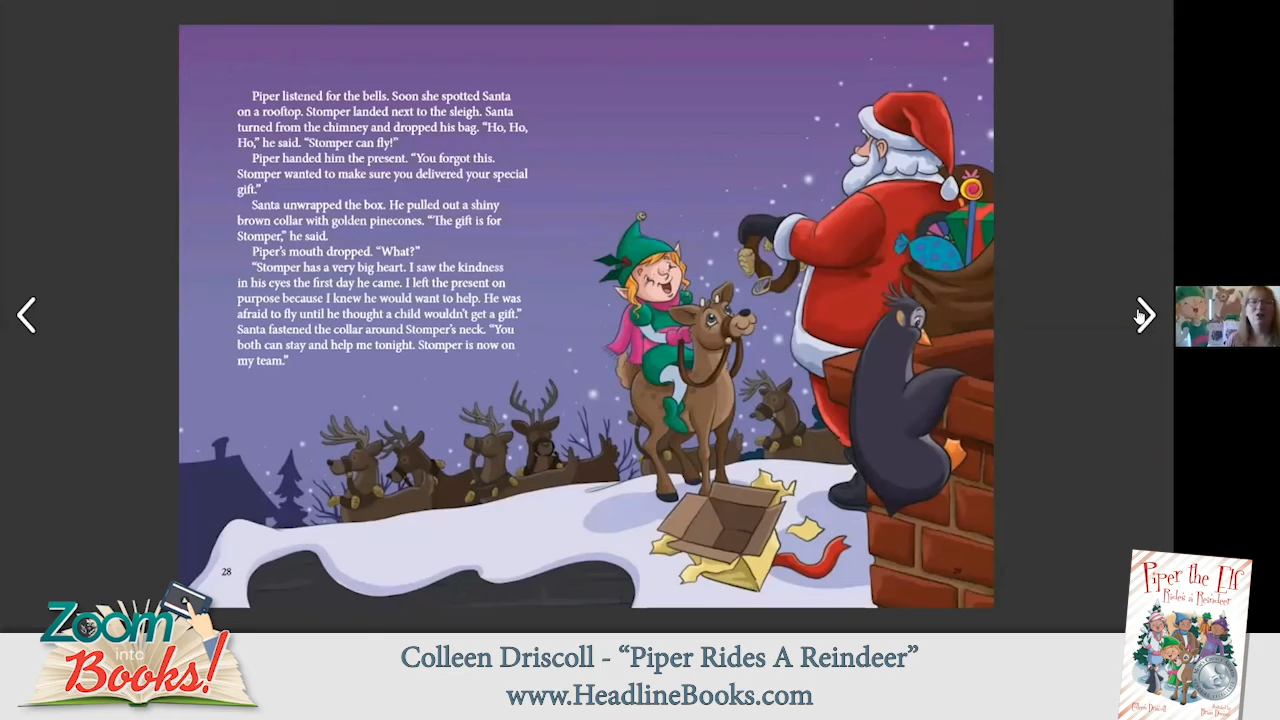 Piper listened for the bells. Soon she spotted Santa
on a rooftop. Stomper landed next to the sleigh. Santa
turned from the chimney and dropped his bag. “Ho, Ho,
Ho,” he said. “Stomper can fly!”
Piper handed him the present. “You forgot this.
Stomper wanted to make sure you delivered your special
gift.”
Santa unwrapped the box. He pulled out a shiny
brown collar with golden pinecones. “The gift is for
Stomper,” he said.
Piper’s mouth dropped. “What?”
“Stomper has a very big heart. I saw the kindness
in his eyes the first day he came. I left the present on
purpose because I knew he would want to help. He was
afraid to fly until he thought a child wouldn’t get a gift.”
Santa fastened the collar around Stomper’s neck. “You
both can stay and help me tonight. Stomper is now on
my team.”
28
29
Zoom
into
Books!
Colleen Driscoll - “Piper Rides A Reindeer”
www.HeadlineBooks.com
Piper the Elf
Rides a Reindeer
Colleen Driscoll